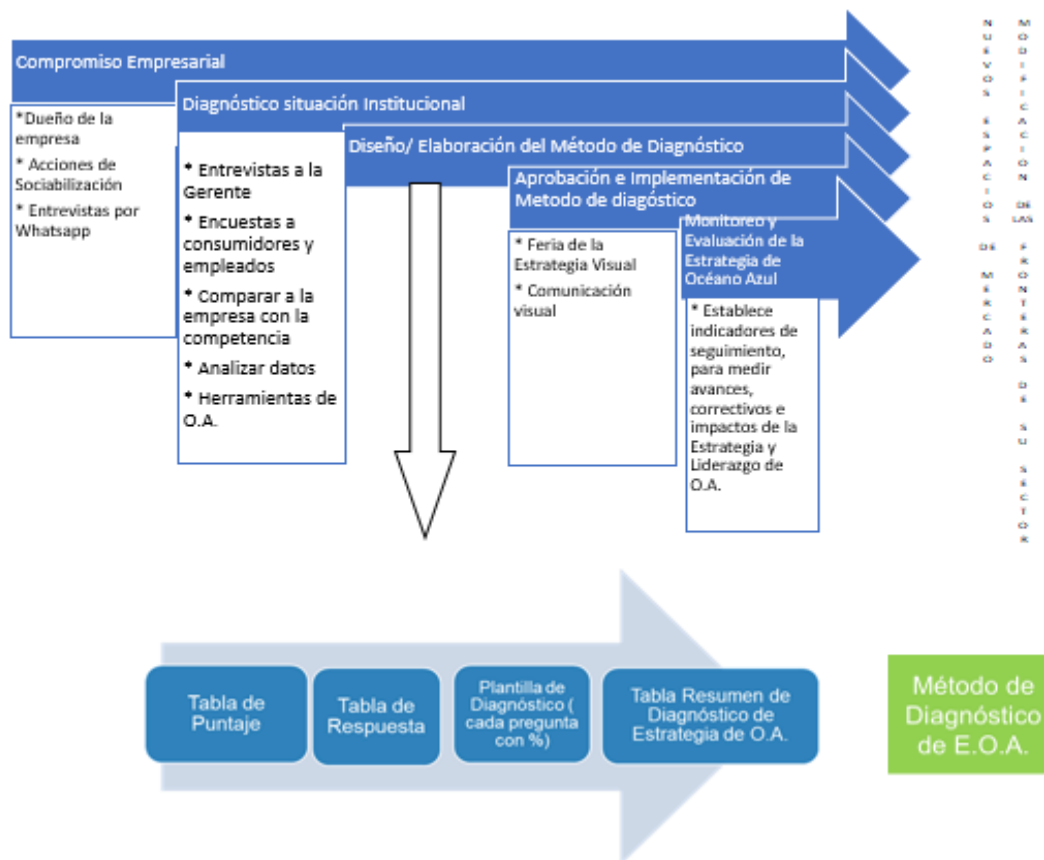 Compromiso Empresarial
*Dueño de la
empresa
* Acciones de
Sociabilización
* Entrevistas por
Whatsapp
Diagnóstico situación Institucional
* Entrevistas a la
Gerente
* Encuestas a
consumidores y
empleados
* Comparar a la
empresa con la
competencia
* Analizar datos
* Herramientas de
O.A.
Diseño/ Elaboración del Método de Diagnóstico
Aprobación e Implementación de
Metodo de diagóstico
* Feria de la
Estrategia Visual
* Comunicación
visual
Monitoreo y
Evaluación de la
Estrategia de
Océano Azul
* Establece
indicadores de
seguimiento,
para medir
avances,
correctivos e
impactos de la
Estrategia y
Liderazgo de
O.A.
NUEVOS ESPACIOS DE MERCADO
MODIFICACION DE LAS FRONTERAS DE SU SECTOR
Tabla de
Puntaje
Tabla de
Respuesta
Plantilla de
Diagnóstico (
cada pregunta
con %)
Tabla Resumen de
Diagnóstico de
Estrategia de O.A.
Método de
Diagnóstico
de E.O.A.